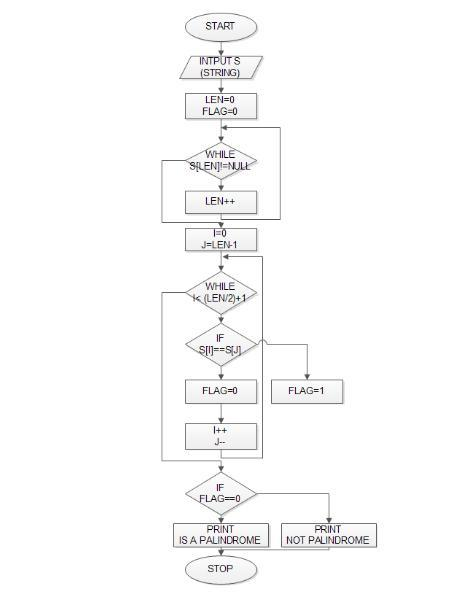 START
INTPUT S
(STRING)
LEN=0
FLAG=0
WHILE
S[LEN]!=NULL
LEN++
I=0
J=LEN-1
WHILE
I< (LEN/2)+1
IF
S[I]==S[J]
FLAG=0
FLAG=1
I++
J--
IF
FLAG==0
PRINT
IS A PALINDROME
PRINT
NOT PALINDROME
STOP